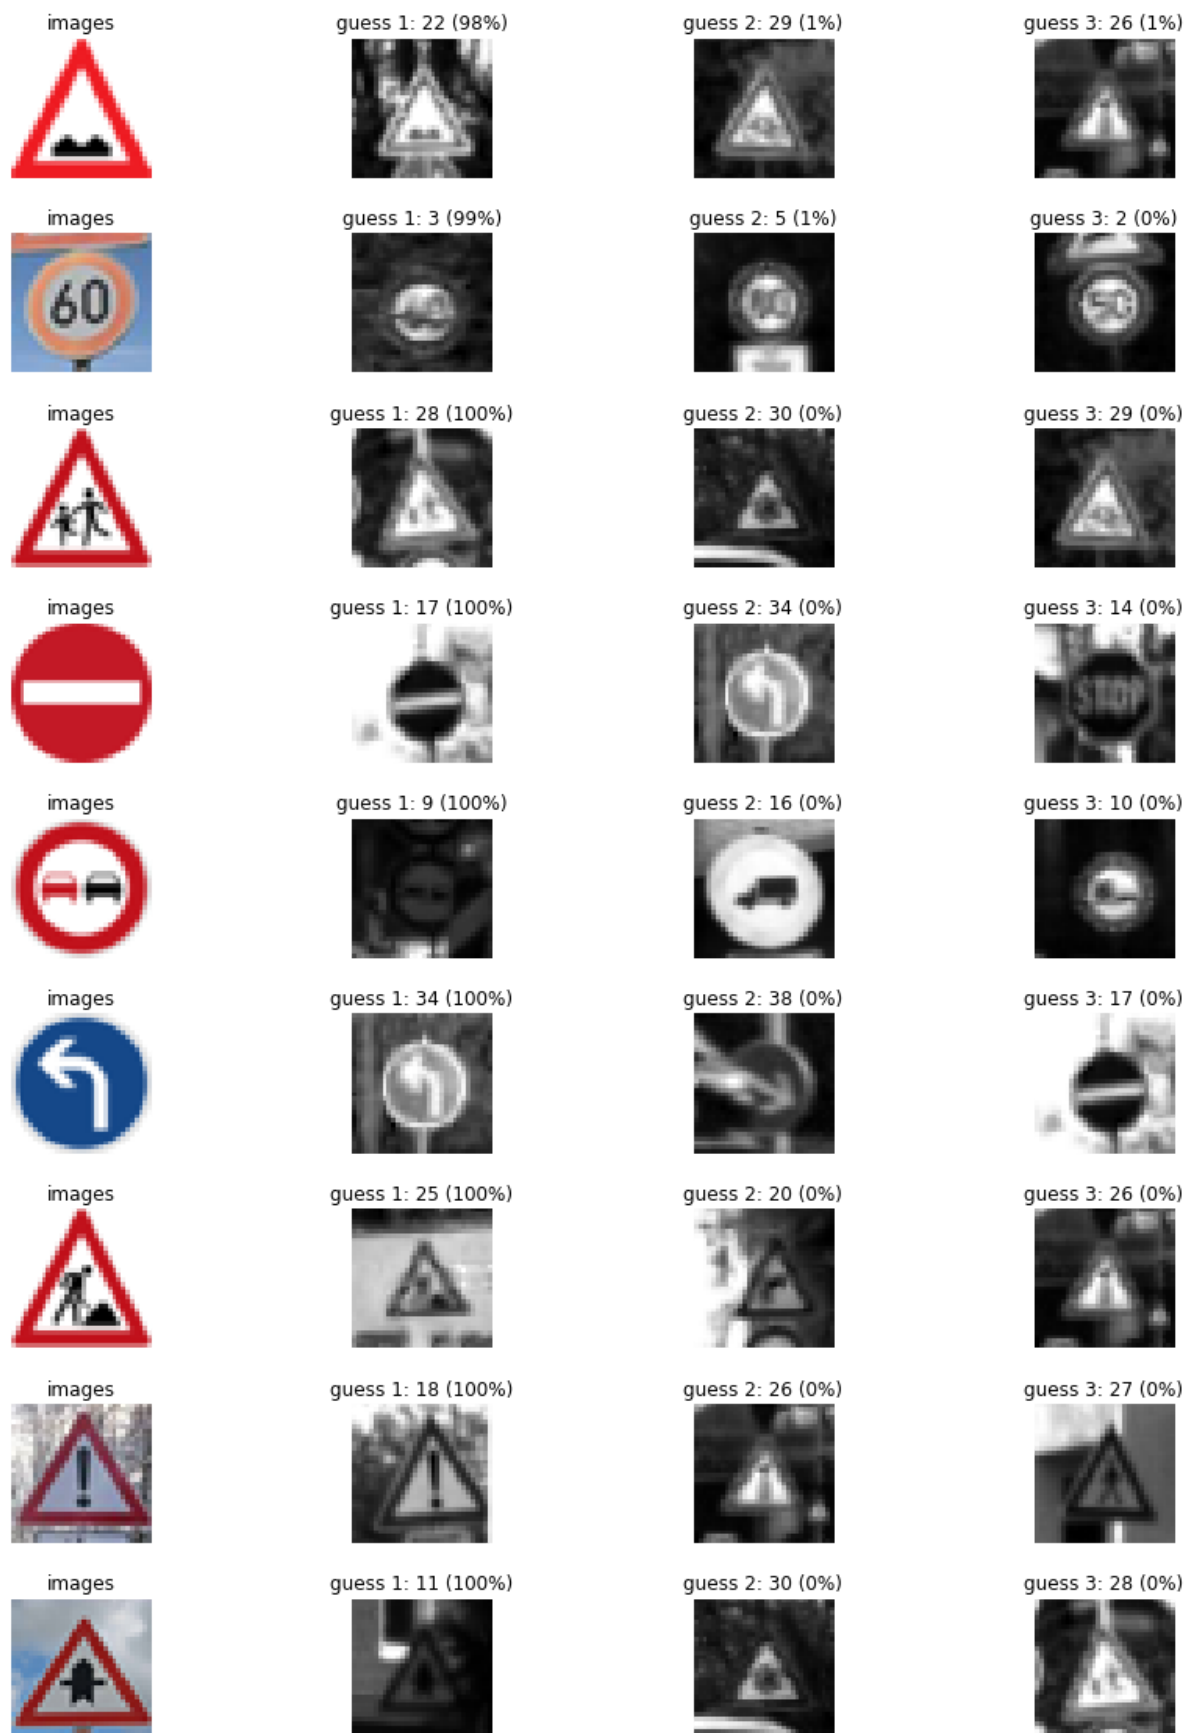 images guess 1: 22 (98%) guess 2: 29 (1%) guess 3: 26 (1%)
images guess 1: 3 (99%) guess 2: 5 (1%) guess 3: 2 (0%)
60 50
images guess 1: 28 (100%) guess 2: 30 (0%) guess 3: 29 (0%)
images guess 1: 17 (100%) guess 2: 34 (0%) guess 3: 14 (0%)
STOP
images guess 1: 9 (100%) guess 2: 16 (0%) guess 3: 10 (0%)
images guess 1: 34 (100%) guess 2: 38 (0%) guess 3: 17 (0%)
images guess 1: 25 (100%) guess 2: 20 (0%) guess 3: 26 (0%)
images guess 1: 18 (100%) guess 2: 26 (0%) guess 3: 27 (0%)
images guess 1: 11 (100%) guess 2: 30 (0%) guess 3: 28 (0%)